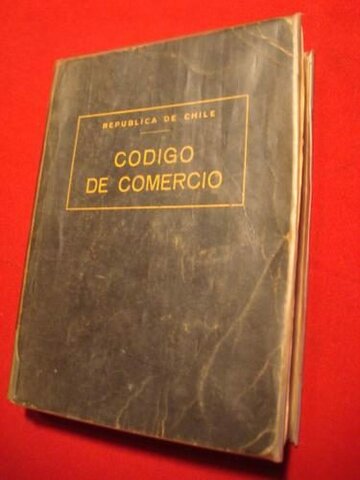 REPUBLICA DE CHILE
CODIGO
DE COMERCIO